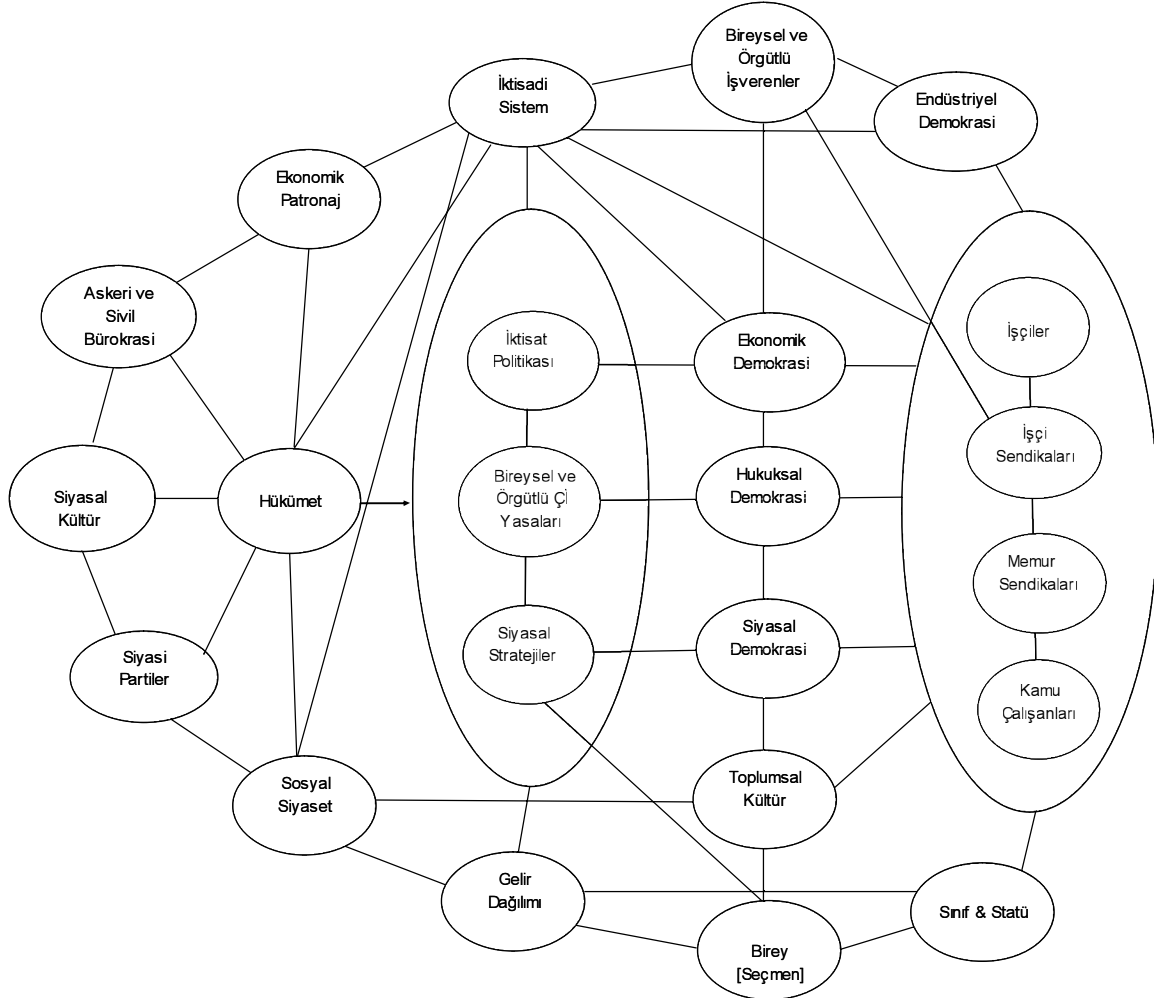 Bireysel ve
Örgütlü
İşverenler
İktisadi
Sistem
Endüstriyel
Demokrasi
Ekonomik
Patronaj
Askeri ve
Sivil
Bürokrasi
İktisat
Politikası
Ekonomik
Demokrasi
İşçiler
İşçi
Sendikaları
Siyasal
Kültür
Hükümet
Bireysel ve
Örgütlü Çİ
Yasaları
Hukuksal
Demokrasi
Memur
Sendikaları
Siyasi
Partiler
Siyasal
Stratejiler
Siyasal
Demokrasi
Kamu
Çalışanları
Sosyal
Siyaset
Toplumsal
Kültür
Gelir
Dağılımı
Sınıf & Statü
Birey
[Seçmen]